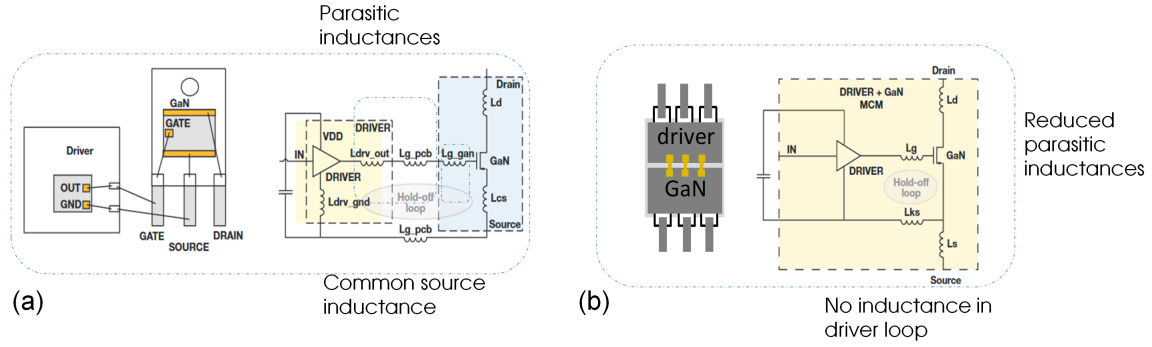 Parasitic
inductances
Driver
OUT
GND
GaN
GATE
GATE
SOURCE
DRAIN
IN
VDD
DRIVER
DRIVER
Ldrv_out
Lg_pcb
Lg_gan
Ldrv_gnd
Hold-off
loop
Lg_pcb
Drain
Ld
GaN
Lcs
Source
Common source
inductance
(a)
driver
GaN
Drain
DRIVER + GaN
MCM
Ld
IN
DRIVER
Lg
GaN
Hold-off
loop
Lks
Ls
Source
Reduced
parasitic
inductances
No inductance in
driver loop
(b)